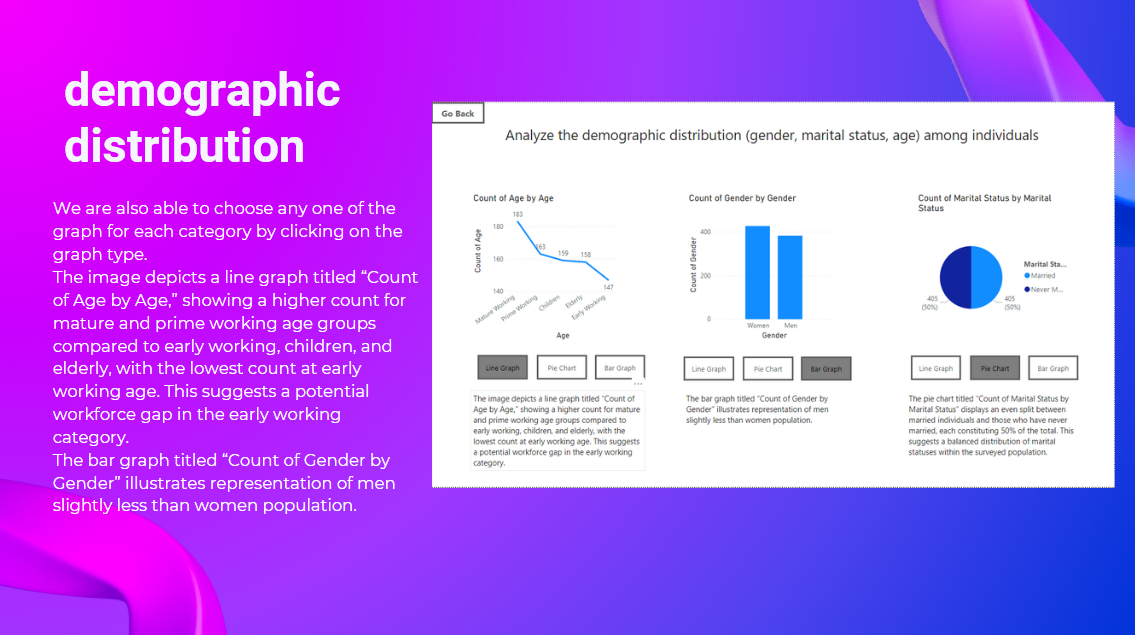 demographic
distribution
We are also able to choose any one of the
graph for each category by clicking on the
graph type.
The image depicts a line graph titled “Count
of Age by Age,” showing a higher count for
mature and prime working age groups
compared to early working, children, and
elderly, with the lowest count at early
working age. This suggests a potential
workforce gap in the early working
category.
The bar graph titled “Count of Gender by
Gender” illustrates representation of men
slightly less than women population.
Go Back
Analyze the demographic distribution (gender, marital status, age) among individuals
Count of Age by Age
Count of Age
180
160
140
183
163
159
158
147
Mature Working
Prime Working
Children
Elderly
Early Working
Age
Line Graph
Pie Chart
Bar Graph
...
The image depicts a line graph titled "Count of
Age by Age," showing a higher count for mature
and prime working age groups compared to
early working, children, and elderly, with the
lowest count at early working age. This suggests
a potential workforce gap in the early working
category.
Count of Gender by Gender
Count of Gender
400
200
0
Women
Men
Gender
Line Graph
Pie Chart
Bar Graph
The bar graph titled "Count of Gender by
Gender" illustrates representation of men
slightly less than women population.
Count of Marital Status by Marital
Status
405
(50%)
405
(50%)
Marital Sta...
Married
Never M...
Line Graph
Pie Chart
Bar Graph
The pie chart titled "Count of Marital Status by
Marital Status" displays an even split between
married individuals and those who have never
married, each constituting 50% of the total. This
suggests a balanced distribution of marital
statuses within the surveyed population.